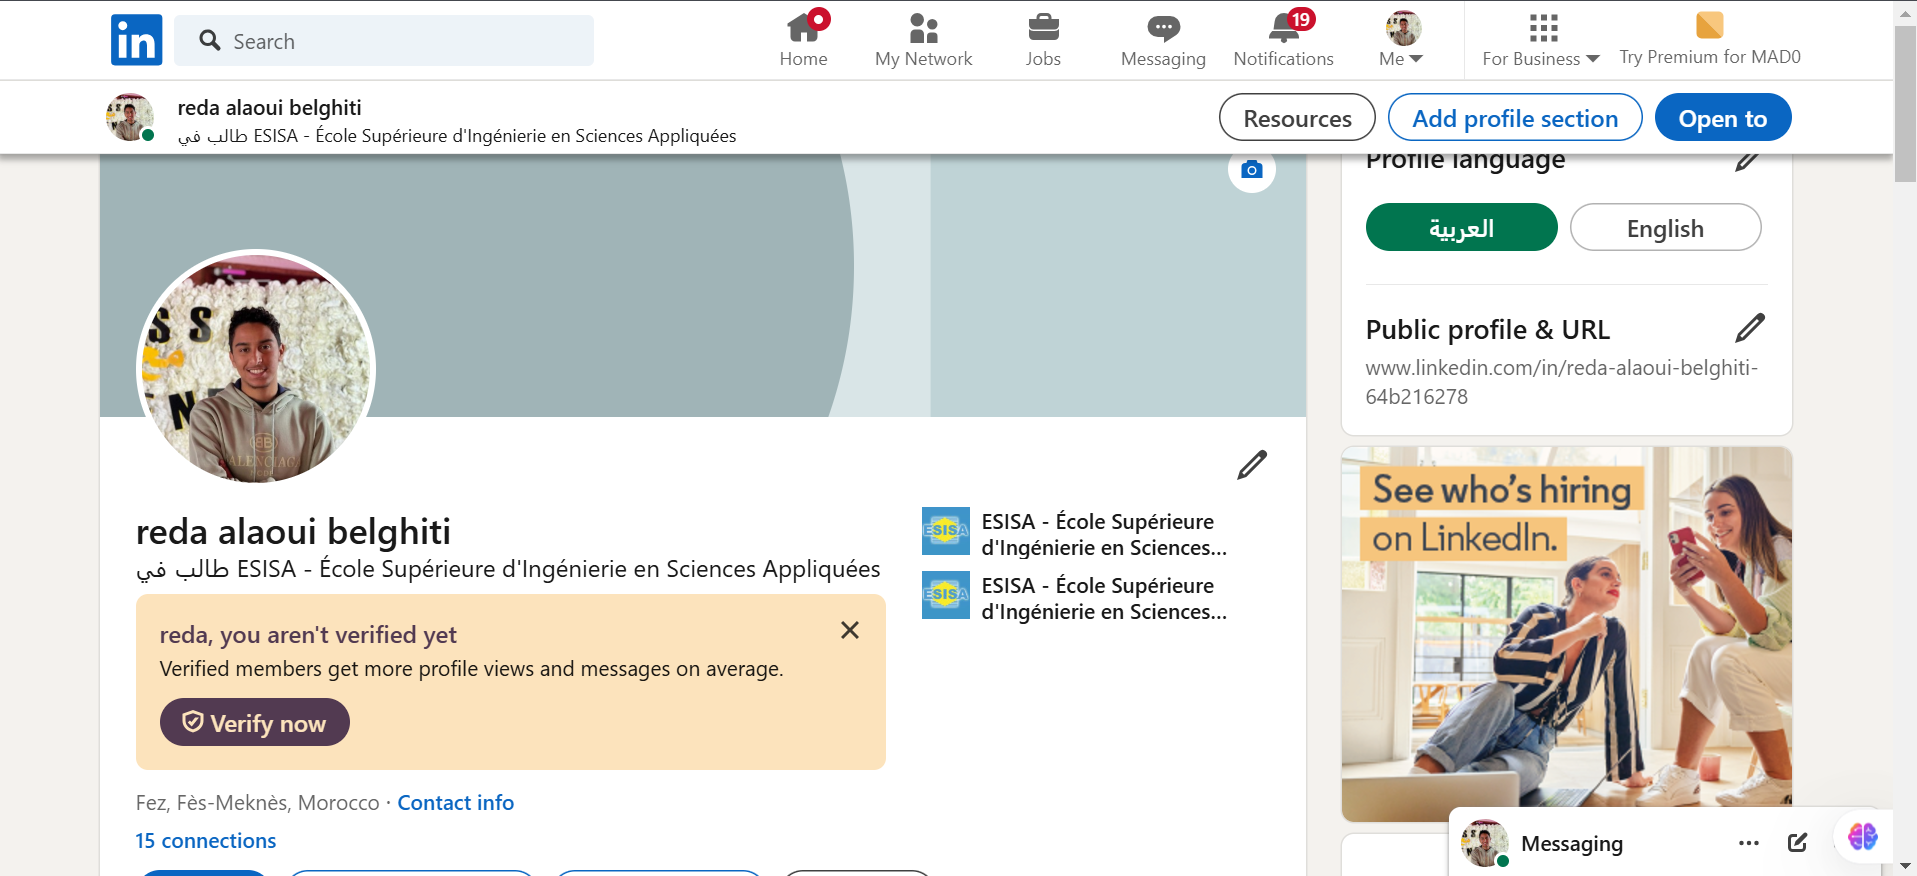 in
Search
Home
My Network
Jobs
Messaging
19
Notifications
Me
For Business
Try Premium for MAD0
reda alaoui belghiti
طالب في ESISA - École Supérieure d'Ingénierie en Sciences Appliquées
Resources
Add profile section
Open to
Profile language
العربية
English
Public profile & URL
www.linkedin.com/in/reda-alaoui-belghiti-
64b216278
reda alaoui belghiti
طالب في ESISA - École Supérieure d'Ingénierie en Sciences Appliquées
ESISA
ESISA - École Supérieure
d'Ingénierie en Sciences...
ESISA
ESISA - École Supérieure
d'Ingénierie en Sciences...
reda, you aren't verified yet
Verified members get more profile views and messages on average.
Verify now
Fez, Fès-Meknès, Morocco · Contact info
15 connections
See who's hiring
on LinkedIn.
Messaging